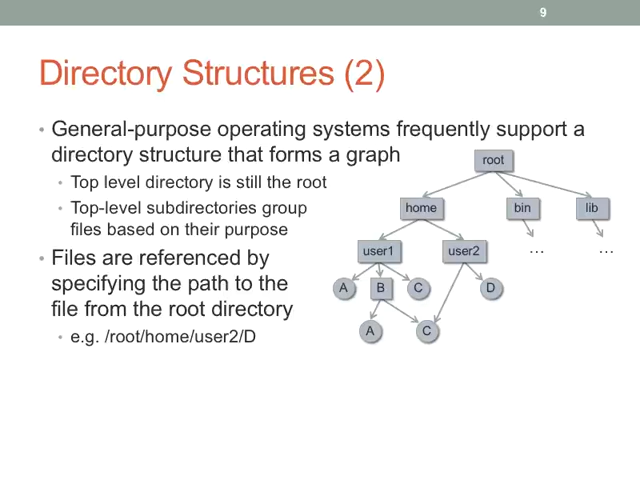 9
Directory Structures (2)
• General-purpose operating systems frequently support a
directory structure that forms a graph
• Top level directory is still the root
• Top-level subdirectories group
files based on their purpose
• Files are referenced by
specifying the path to the
file from the root directory
• e.g. /root/home/user2/D
root
home bin lib
user1 user2 … …
A B C D
A C